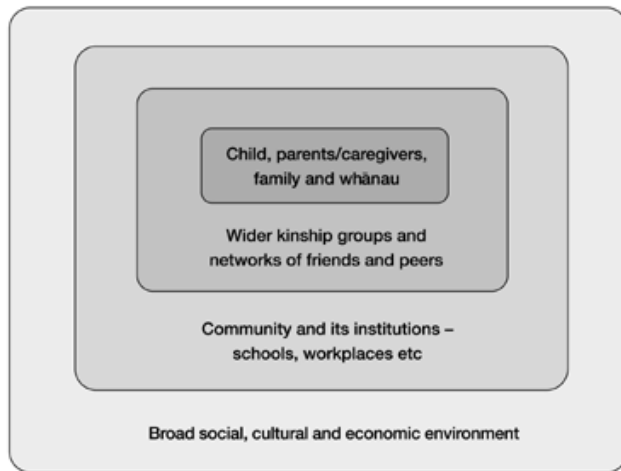 Child, parents/caregivers,
family and whānau
Wider kinship groups and
networks of friends and peers
Community and its institutions –
schools, workplaces etc
Broad social, cultural and economic environment